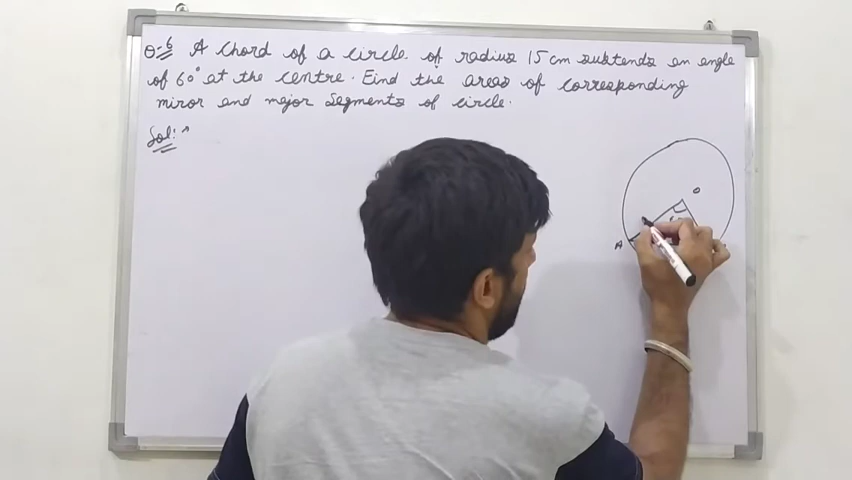 Q-6 A chord of a circle of radius 15 cm subtends an angle
of 60° at the centre. Find the areas of corresponding
minor and major segments of circle.
Sol:
O
A